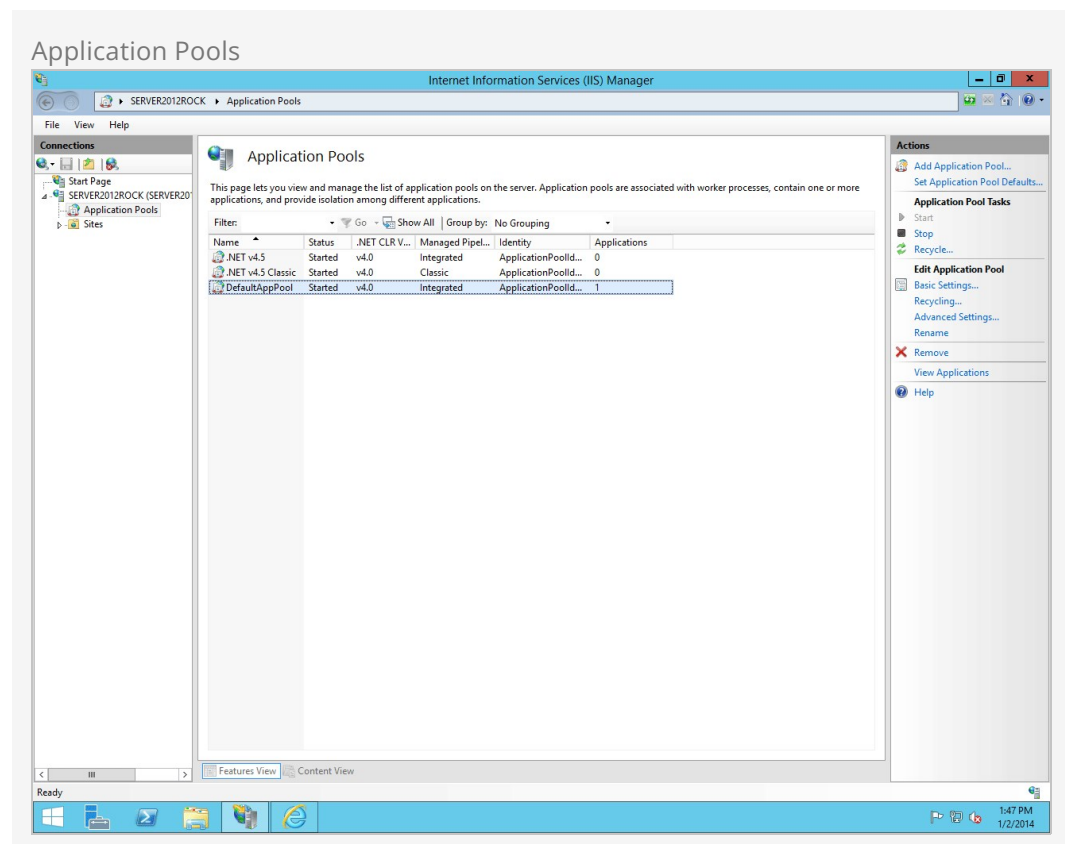 Application Pools
Internet Information Services (IIS) Manager
SERVER2012ROCK
Application Pools
File View Help
Connections
Start Page
SERVER2012ROCK (SERVER20
Application Pools
Sites
Application Pools
This page lets you view and manage the list of application pools on the server. Application pools are associated with worker processes, contain one or more
applications, and provide isolation among different applications.
Filter: Go Show All Group by: No Grouping
Name Status .NET CLR V... Managed Pipel... Identity Applications
.NET v4.5 Started v4.0 Integrated ApplicationPoolId... 0
.NET v4.5 Classic Started v4.0 Classic ApplicationPoolId... 0
DefaultAppPool Started v4.0 Integrated ApplicationPoolId... 1
Features View Content View
Actions
Add Application Pool...
Set Application Pool Defaults...
Application Pool Tasks
Start
Stop
Recycle...
Edit Application Pool
Basic Settings...
Recycling...
Advanced Settings...
Rename
Remove
View Applications
Help
Ready
1:47 PM
1/2/2014